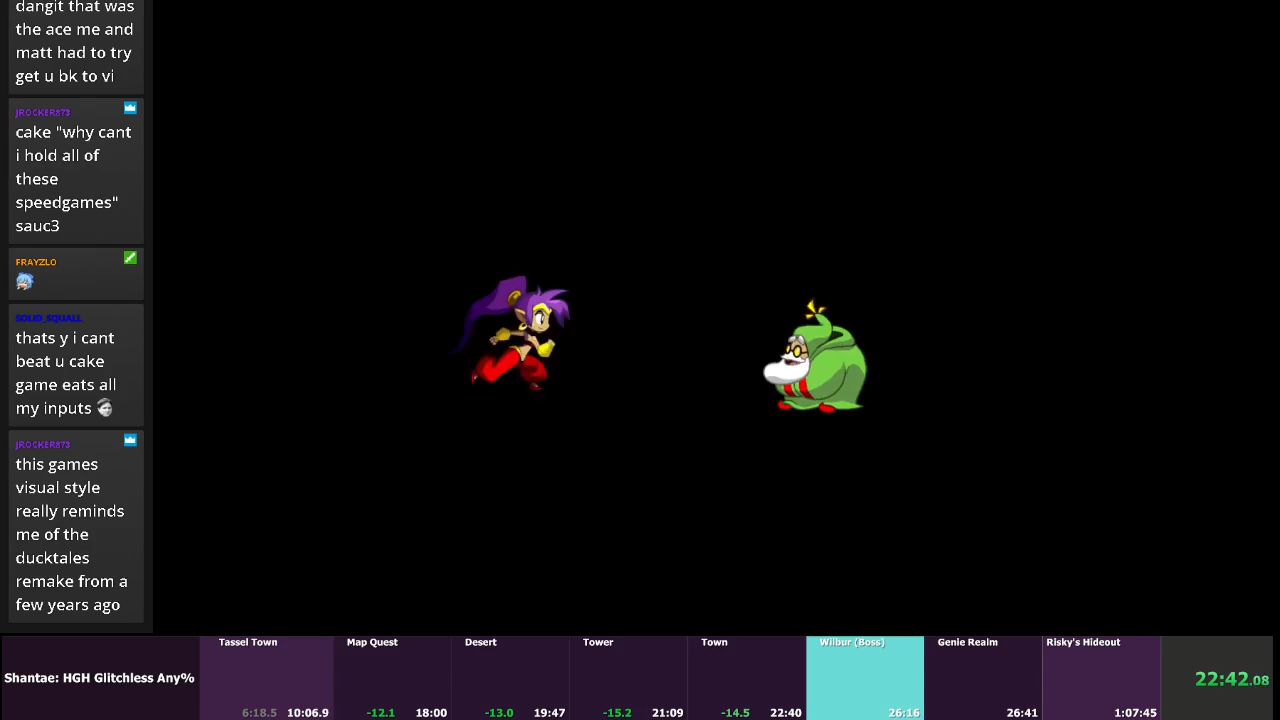 dangit that was
the ace me and
matt had to try
get u bk to vi
JROCKER873
cake "why cant
i hold all of
these
speedgames"
sauc3
FRAYZLO
SOLID_SQUALL
thats y i cant
beat u cake
game eats all
my inputs
JROCKER873
this games
visual style
really reminds
me of the
ducktales
remake from a
few years ago
Shantae: HGH Glitchless Any%
Tassel Town
6:18.5 10:06.9
Map Quest
-12.1 18:00
Desert
-13.0 19:47
Tower
-15.2 21:09
Town
-14.5 22:40
Wilbur (Boss)
26:16
Genie Realm
26:41
Risky's Hideout
1:07:45
22:42.08